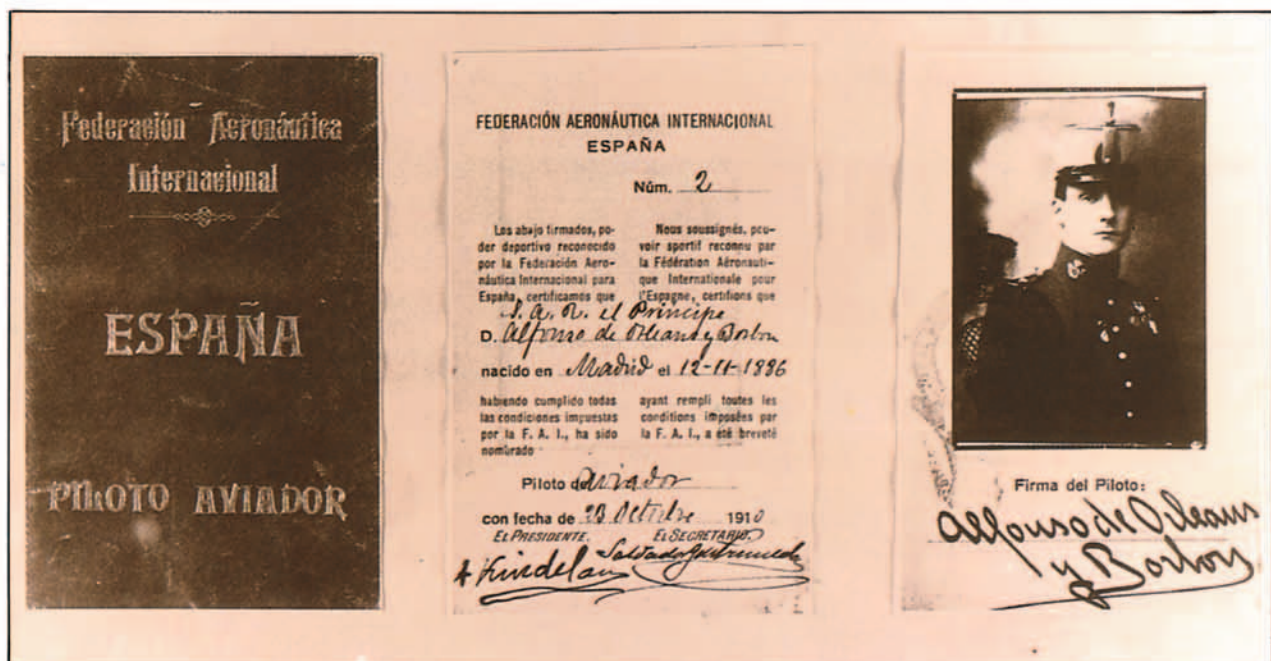 Federación Aeronáutica
Internacional
ESPAÑA
PILOTO AVIADOR
FEDERACIÓN AERONÁUTICA INTERNACIONAL
ESPAÑA
Núm. 2
Los abajo firmados, po-
der deportivo reconocido
por la Federación Aero-
náutica Internacional para
España, certificamos que
Nous soussignés, pou-
voir sportif reconnu par
la Fédération Aéronauti-
que Internationale pour
l'Espagne, certifions que
S. A. R. el Príncipe
D. Alfonso de Orleans y Borbon
nacido en Madrid el 12-11-1886
habiendo cumplido todas
las condiciones impuestas
por la F. A. I., ha sido
nombrado
ayant rempli toutes les
conditions imposées par
la F. A. I., a été breveté
Piloto de aviador
con fecha de Octubre 1910
EL PRESIDENTE. EL SECRETARIO.
A Kindelan
Firma del Piloto:
Alfonso de Orleans
y Borbon